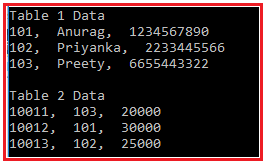 Table 1 Data
101,  Anurag,  1234567890
102,  Priyanka,  2233445566
103,  Preety,  6655443322
Table 2 Data
10011,  103,  20000
10012,  101,  30000
10013,  102,  25000